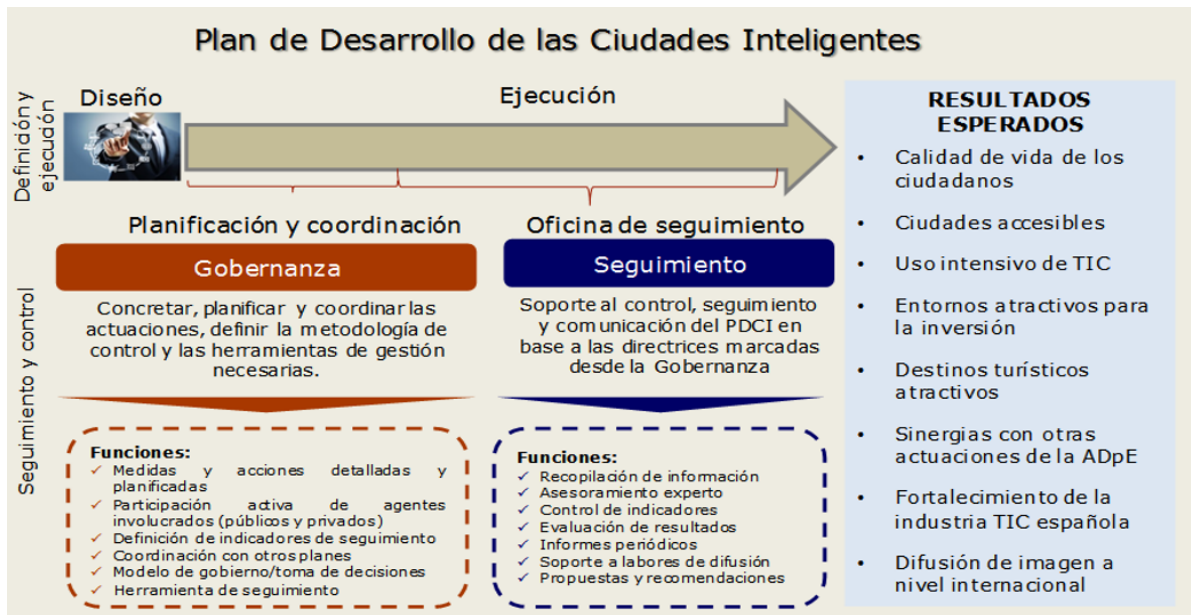 Plan de Desarrollo de las Ciudades Inteligentes
Definición y
ejecución
Diseño
Ejecución
Planificación y coordinación
Oficina de seguimiento
Seguimiento y control
Gobernanza
Concretar, planificar y coordinar las
actuaciones, definir la metodología de
control y las herramientas de gestión
necesarias.
Funciones:
✓ Medidas y acciones detalladas y
planificadas
✓ Participación activa de agentes
involucrados (públicos y privados)
✓ Definición de indicadores de seguimiento
✓ Coordinación con otros planes
✓ Modelo de gobierno/toma de decisiones
✓ Herramienta de seguimiento
Seguimiento
Soporte al control, seguimiento
y comunicación del PDCI en
base a las directrices marcadas
desde la Gobernanza
Funciones:
✓ Recopilación de información
✓ Asesoramiento experto
✓ Control de indicadores
✓ Evaluación de resultados
✓ Informes periódicos
✓ Soporte a labores de difusión
✓ Propuestas y recomendaciones
RESULTADOS
ESPERADOS
• Calidad de vida de los
ciudadanos
• Ciudades accesibles
• Uso intensivo de TIC
• Entornos atractivos para
la inversión
• Destinos turísticos
atractivos
• Sinergias con otras
actuaciones de la ADpE
• Fortalecimiento de la
industria TIC española
• Difusión de imagen a
nivel internacional